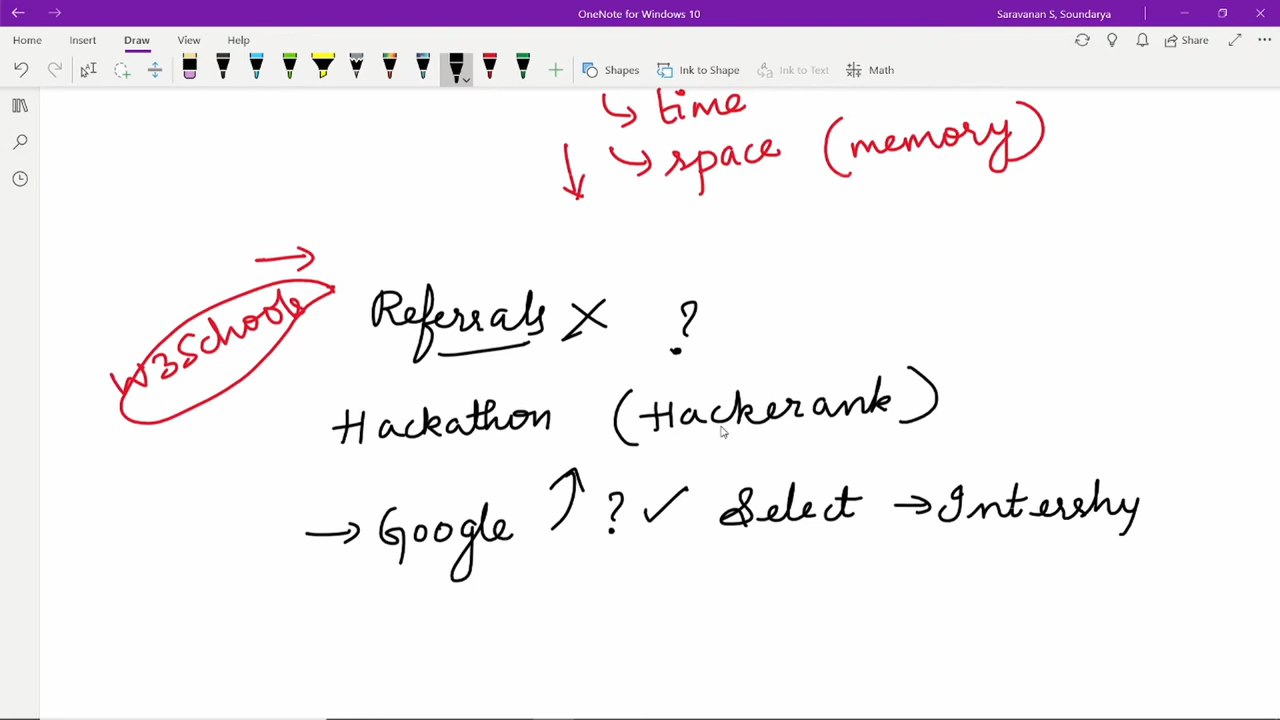 OneNote for Windows 10
Saravanan S, Soundarya
Home Insert Draw View Help
Share
Shapes Ink to Shape Ink to Text Math
time
space (memory)
W3Schools
Referrals X ?
Hackathon (Hackerank)
→ Google ? ✓ Select → Intershy